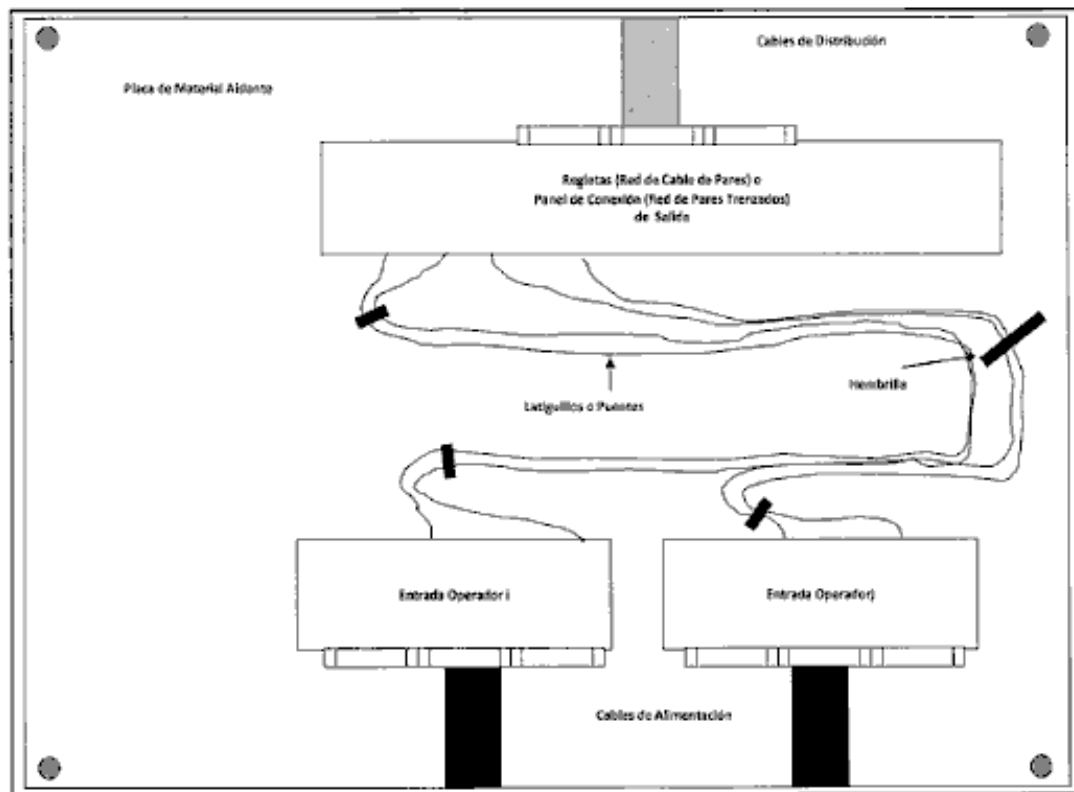 Cables de Distribución
Placa de Material Aislante
Regletas (Red de Cable de Pares) o
Panel de Conexión (Red de Pares Trenzados)
de Salida
Hembrilla
Latiguillos o Puentes
Entrada Operador i
Entrada Operador j
Cables de Alimentación